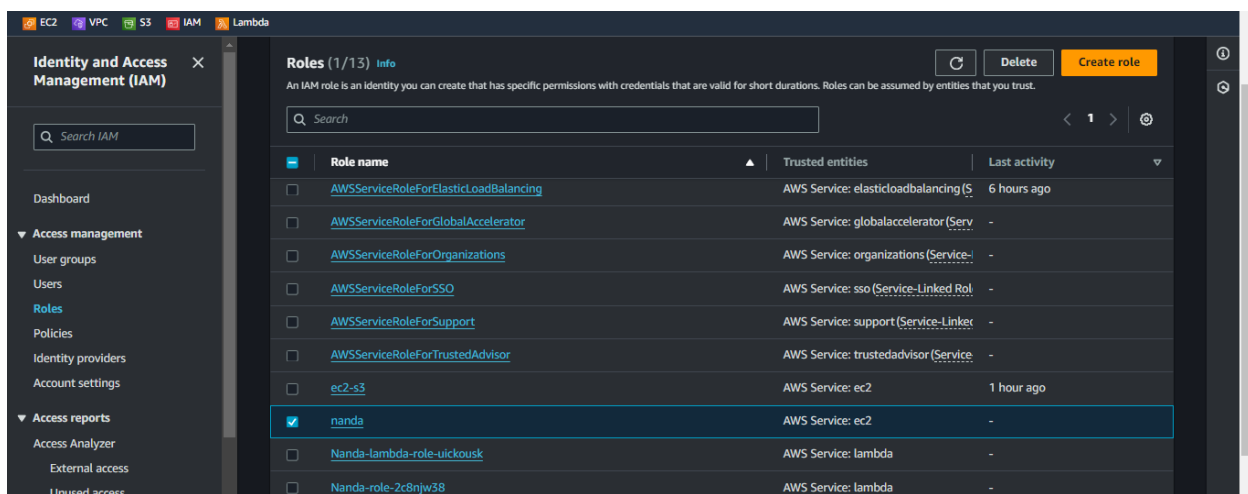 EC2 VPC S3 IAM Lambda
Identity and Access Management (IAM)
Search IAM
Dashboard
Access management
User groups
Users
Roles
Policies
Identity providers
Account settings
Access reports
Access Analyzer
External access
Unused access
Roles (1/13) Info
Delete
Create role
An IAM role is an identity you can create that has specific permissions with credentials that are valid for short durations. Roles can be assumed by entities that you trust.
Search
1
Role name Trusted entities Last activity
AWSServiceRoleForElasticLoadBalancing AWS Service: elasticloadbalancing (S 6 hours ago
AWSServiceRoleForGlobalAccelerator AWS Service: globalaccelerator (Serv -
AWSServiceRoleForOrganizations AWS Service: organizations (Service- -
AWSServiceRoleForSSO AWS Service: sso (Service-Linked Rol -
AWSServiceRoleForSupport AWS Service: support (Service-Linked -
AWSServiceRoleForTrustedAdvisor AWS Service: trustedadvisor (Service -
ec2-s3 AWS Service: ec2 1 hour ago
nanda AWS Service: ec2 -
Nanda-lambda-role-uickousk AWS Service: lambda -
Nanda-role-2c8njw38 AWS Service: lambda -